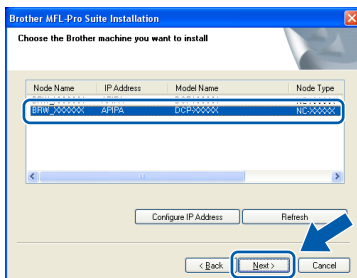 Brother MFL-Pro Suite Installation
Choose the Brother machine you want to install
Node Name IP Address Model Name Node Type
BRW_XXXXXX APIPA DCP-XXXXX NC-XXXXX
Configure IP Address Refresh
< Back Next > Cancel